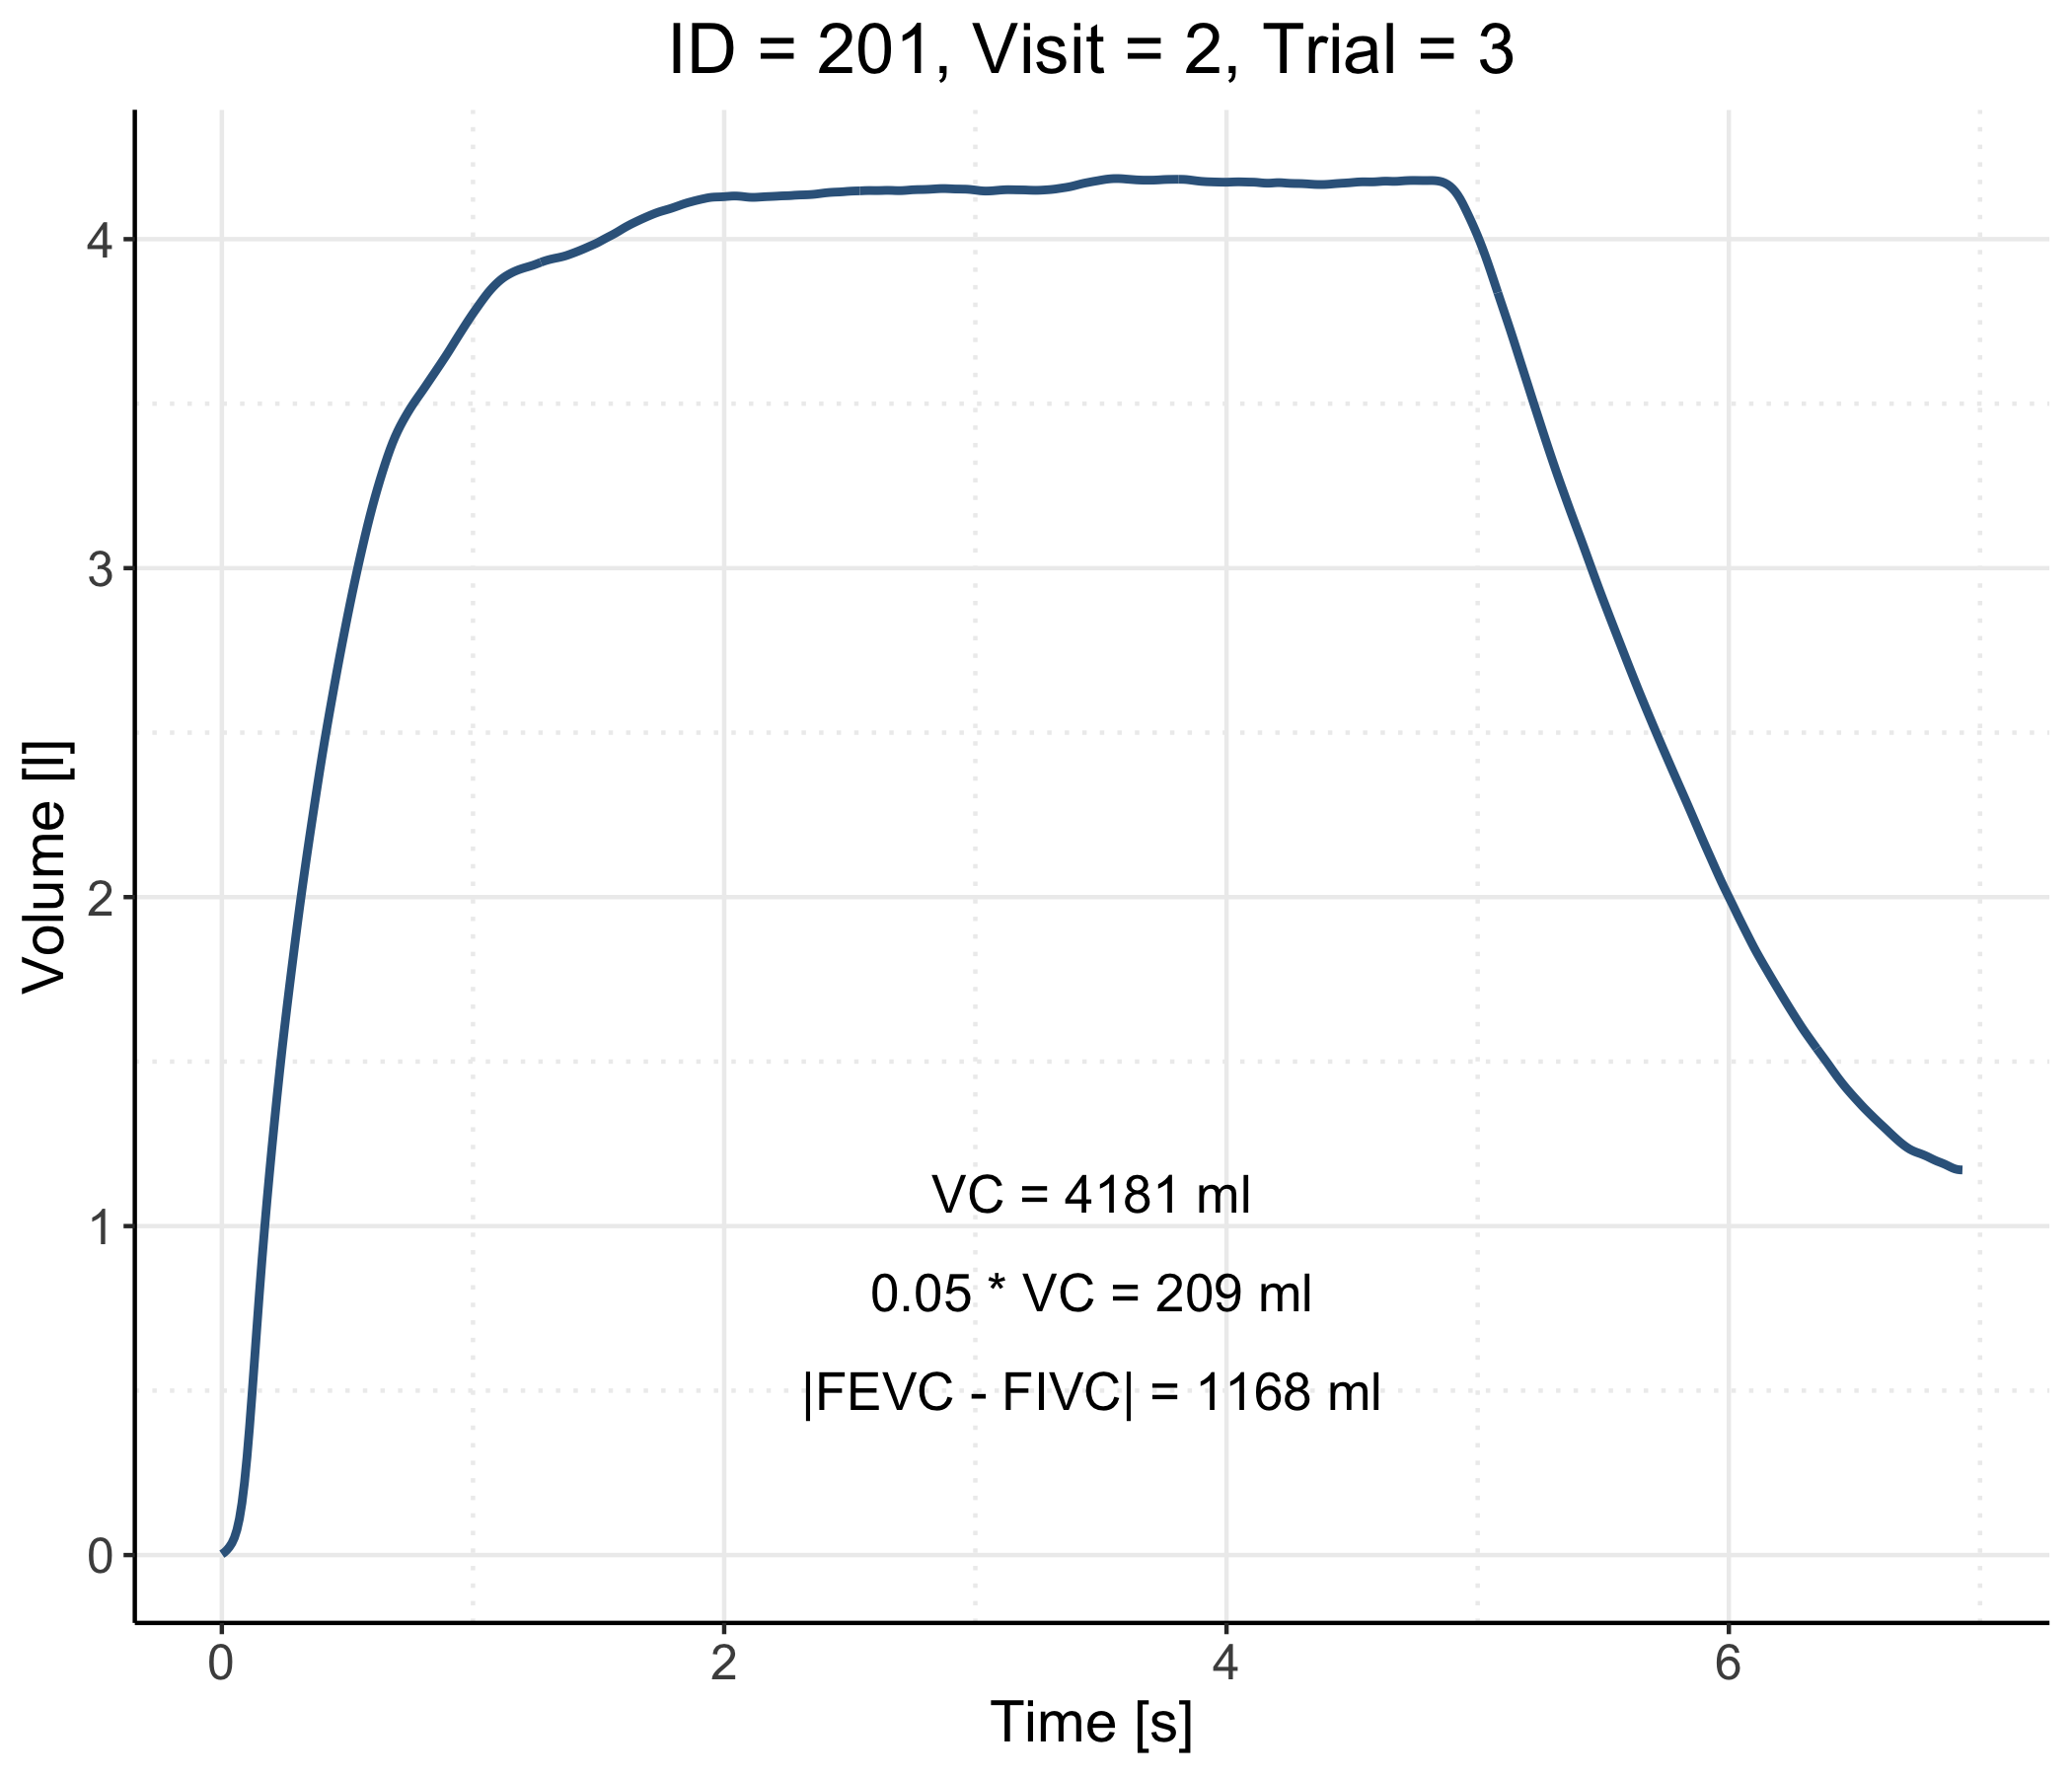 ID = 201, Visit = 2, Trial = 3
Volume [l]
4
3
2
1
0
VC = 4181 ml
0.05 * VC = 209 ml
|FEVC - FIVC| = 1168 ml
0 2 4 6
Time [s]